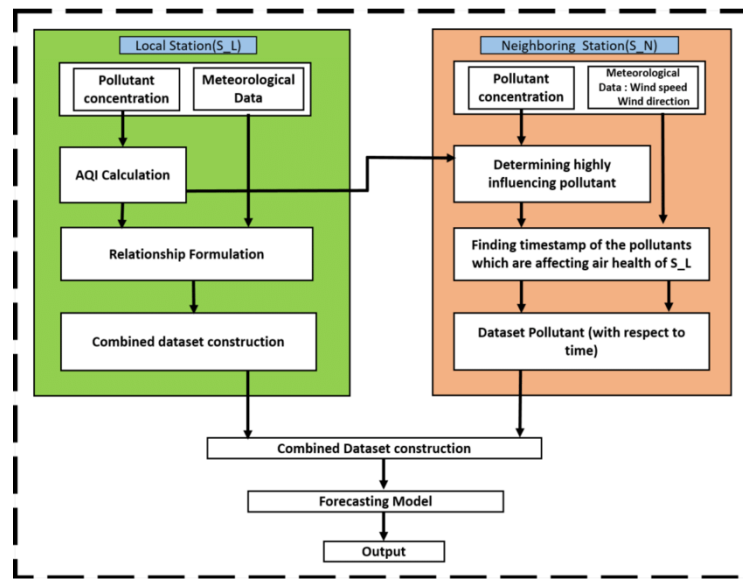 Local Station(S_L)
Pollutant
concentration
Meteorological
Data
AQI Calculation
Relationship Formulation
Combined dataset construction
Neighboring Station(S_N)
Pollutant
concentration
Meteorological
Data : Wind speed
Wind direction
Determining highly
influencing pollutant
Finding timestamp of the pollutants
which are affecting air health of S_L
Dataset Pollutant (with respect to
time)
Combined Dataset construction
Forecasting Model
Output